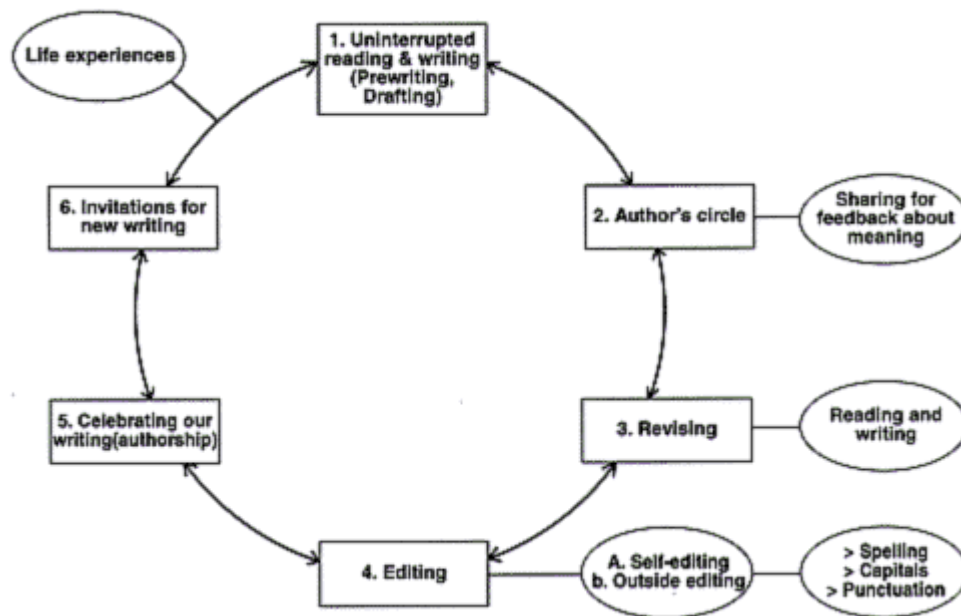 Life experiences
1. Uninterrupted
reading & writing
(Prewriting,
Drafting)
6. Invitations for
new writing
2. Author's circle
Sharing for
feedback about
meaning
5. Celebrating our
writing(authorship)
3. Revising
Reading and
writing
4. Editing
A. Self-editing
b. Outside editing
> Spelling
> Capitals
> Punctuation